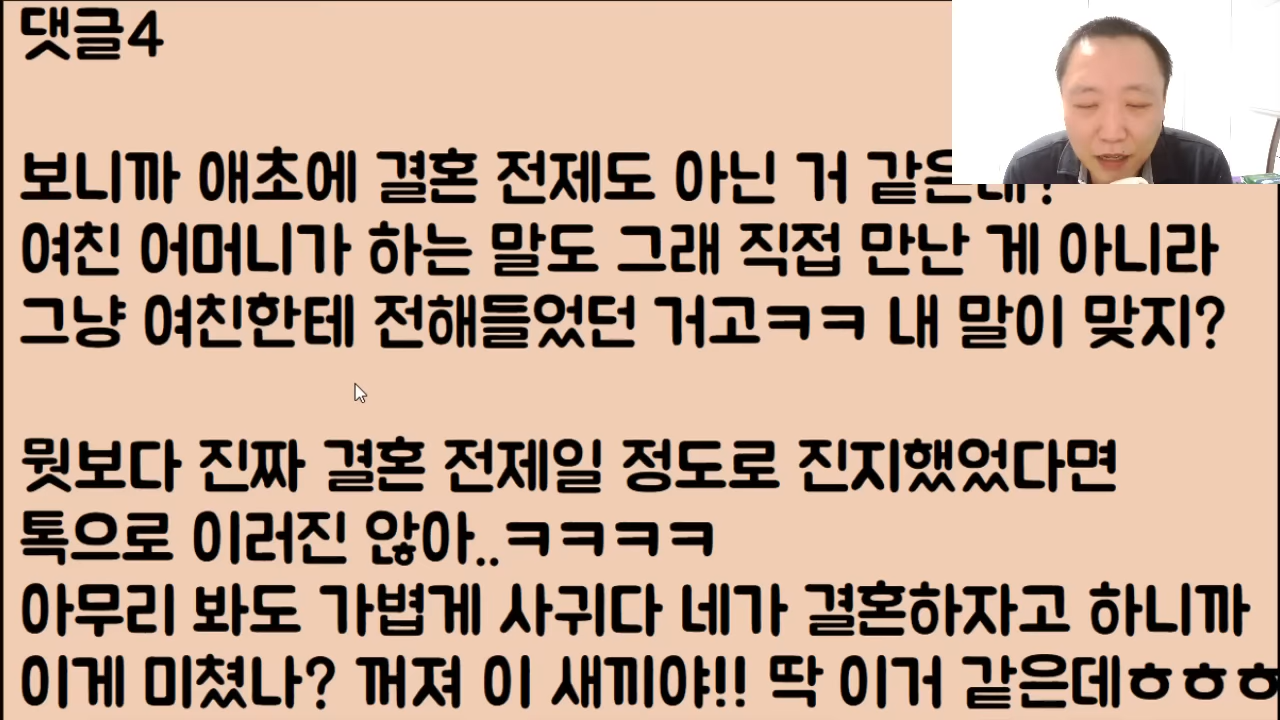 댓글4
보니까 애초에 결혼 전제도 아닌 거 같은데?
여친 어머니가 하는 말도 그래 직접 만난 게 아니라
그냥 여친한테 전해들었던 거고ㅋㅋ 내 말이 맞지?
뭣보다 진짜 결혼 전제일 정도로 진지했었다면
톡으로 이러진 않아..ㅋㅋㅋㅋ
아무리 봐도 가볍게 사귀다 네가 결혼하자고 하니까
이게 미쳤나? 꺼져 이 새끼야!! 딱 이거 같은데ㅎㅎㅎ